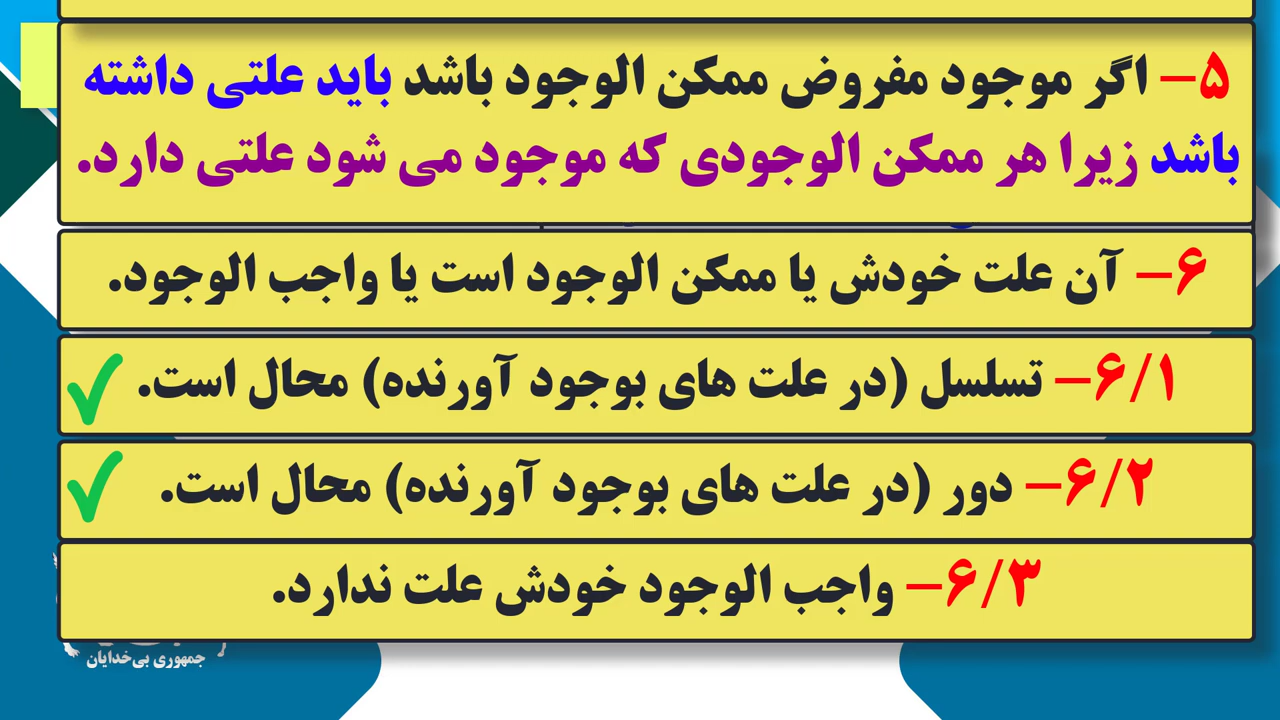 ۵- اگر موجود مفروض ممکن الوجود باشد باید علتی داشته
باشد زیرا هر ممکن الوجودی که موجود می شود علتی دارد.
۶- آن علت خودش یا ممکن الوجود است یا واجب الوجود.
۶/۱- تسلسل (در علت های بوجود آورنده) محال است.
۶/۲- دور (در علت های بوجود آورنده) محال است.
۶/۳- واجب الوجود خودش علت ندارد.
جمهوری بی‌خدایان